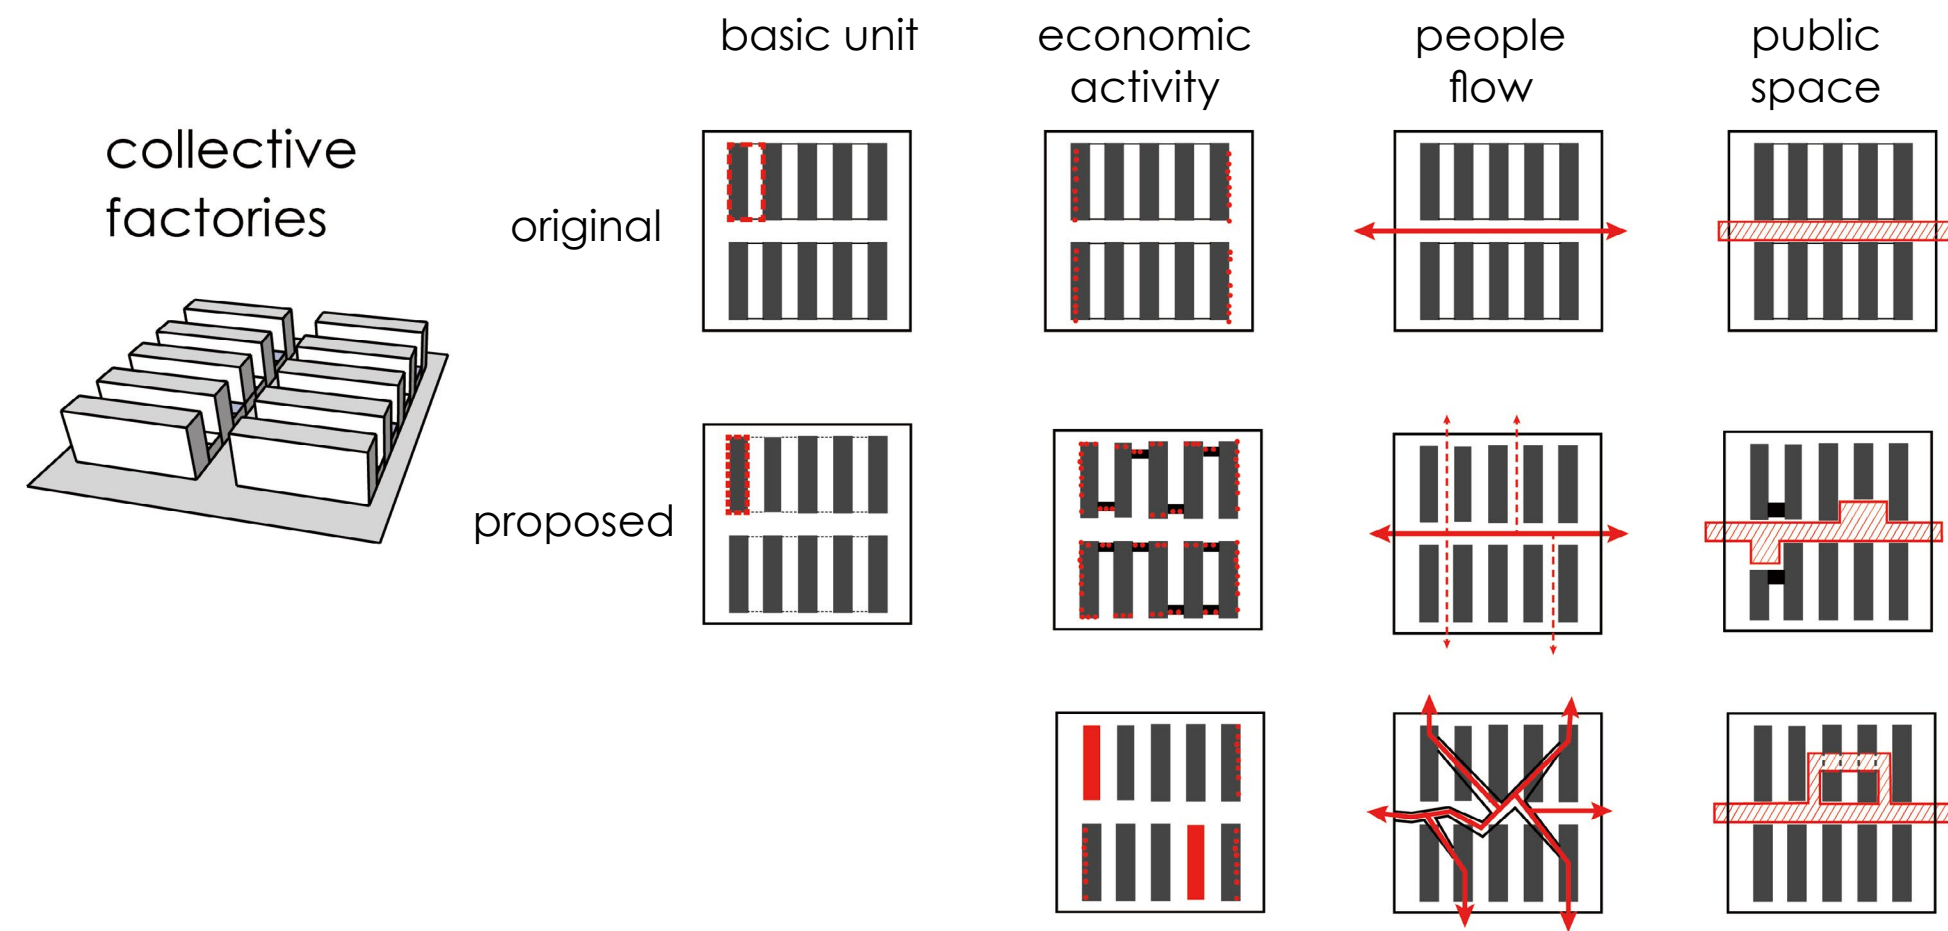 basic unit
economic
activity
people
flow
public
space
collective
factories
original
proposed